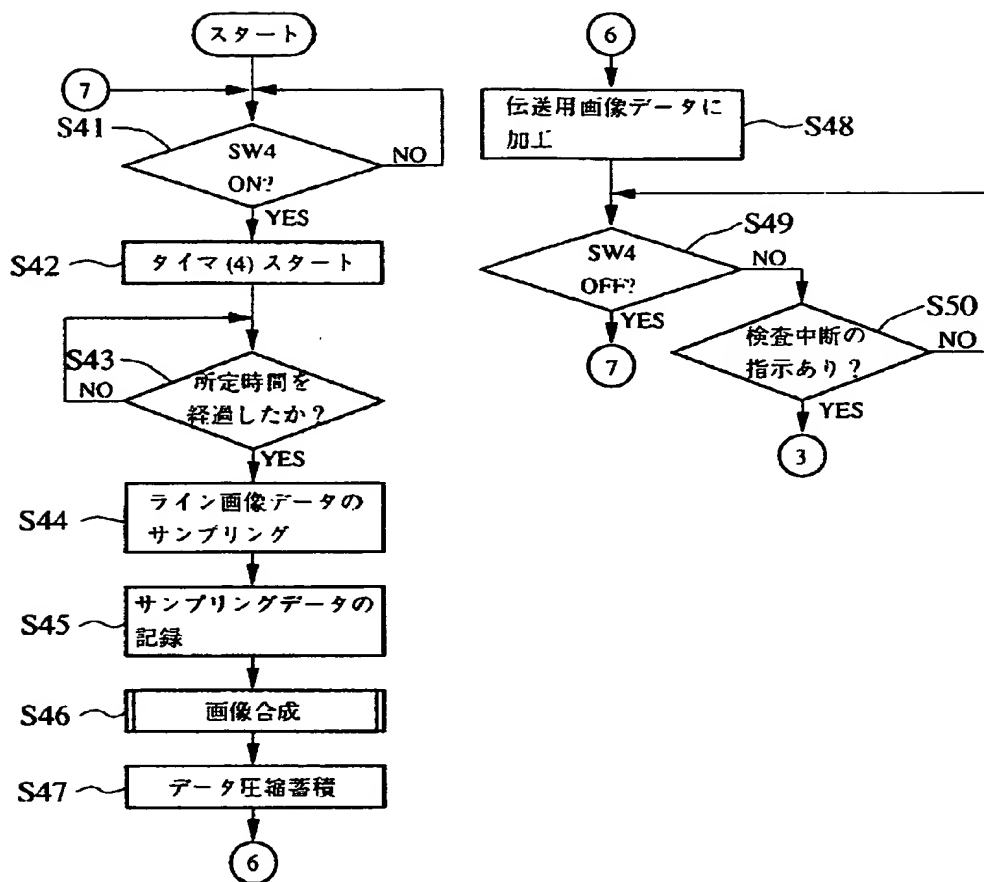 スタート
7
S41
SW4
ON?
NO
YES
S42
タイマ(4)スタート
S43
所定時間を
経過したか?
NO
YES
S44
ライン画像データの
サンプリング
S45
サンプリングデータの
記録
S46
画像合成
S47
データ圧縮蓄積
6
6
伝送用画像データに
加工
S48
S49
SW4
OFF?
NO
YES
7
S50
検査中断の
指示あり?
NO
YES
3